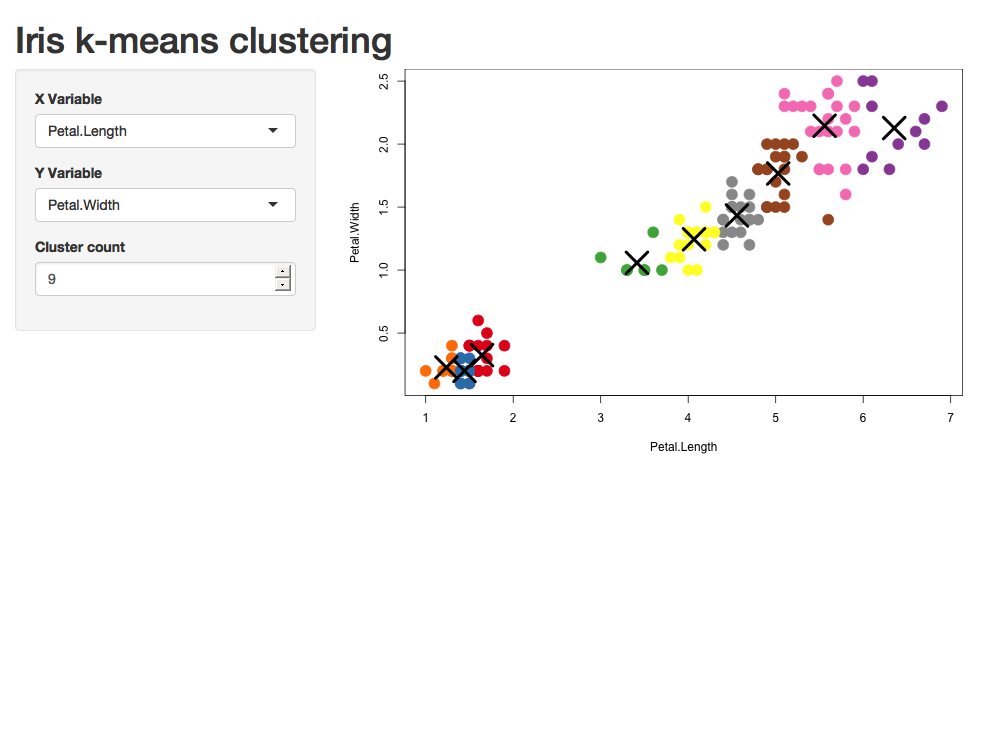 Iris k-means clustering
X Variable
Petal.Length
Y Variable
Petal.Width
Cluster count
9
Petal.Width
2.5
2.0
1.5
1.0
0.5
1 2 3 4 5 6 7
Petal.Length